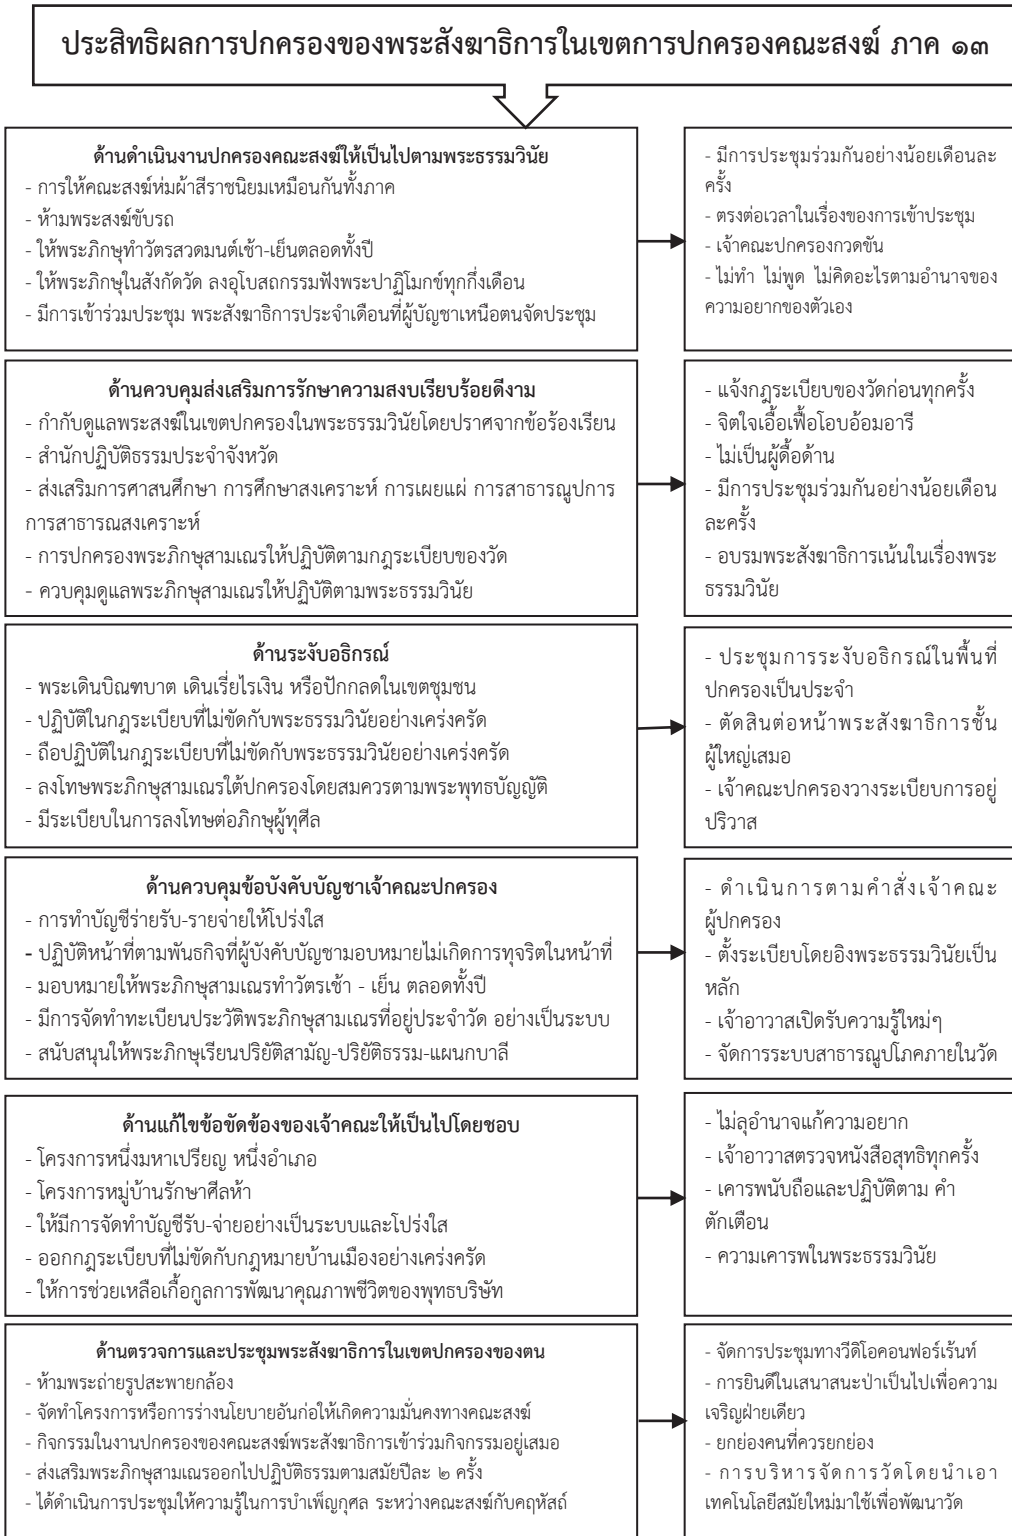 ประสิทธิผลการปกครองของพระสังฆาธิการในเขตการปกครองคณะสงฆ์ ภาค ๑๓
ด้านดำเนินงานปกครองคณะสงฆ์ให้เป็นไปตามพระธรรมวินัย
- การให้คณะสงฆ์ห่มผ้าสีราชนิยมเหมือนกันทั้งภาค
- ห้ามพระสงฆ์ขับรถ
- ให้พระภิกษุทำวัตรสวดมนต์เช้า-เย็นตลอดทั้งปี
- ให้พระภิกษุในสังกัดวัด ลงอุโบสถกรรมฟังพระปาฏิโมกข์ทุกกึ่งเดือน
- มีการเข้าร่วมประชุม พระสังฆาธิการประจำเดือนที่ผู้บัญชาเหนือตนจัดประชุม
- มีการประชุมร่วมกันอย่างน้อยเดือนละ
ครั้ง
- ตรงต่อเวลาในเรื่องของการเข้าประชุม
- เจ้าคณะปกครองกวดขัน
- ไม่ทำ ไม่พูด ไม่คิดอะไรตามอำนาจของ
ความอยากของตัวเอง
ด้านควบคุมส่งเสริมการรักษาความสงบเรียบร้อยดีงาม
- กำกับดูแลพระสงฆ์ในเขตปกครองในพระธรรมวินัยโดยปราศจากข้อร้องเรียน
- สำนักปฏิบัติธรรมประจำจังหวัด
- ส่งเสริมการศาสนศึกษา การศึกษาสงเคราะห์ การเผยแผ่ การสาธารณูปการ
การสาธารณสงเคราะห์
- การปกครองพระภิกษุสามเณรให้ปฏิบัติตามกฎระเบียบของวัด
- ควบคุมดูแลพระภิกษุสามเณรให้ปฏิบัติตามพระธรรมวินัย
- แจ้งกฎระเบียบของวัดก่อนทุกครั้ง
- จิตใจเอื้อเฟื้อโอบอ้อมอารี
- ไม่เป็นผู้ดื้อด้าน
- มีการประชุมร่วมกันอย่างน้อยเดือน
ละครั้ง
- อบรมพระสังฆาธิการเน้นในเรื่องพระ
ธรรมวินัย
ด้านระงับอธิกรณ์
- พระเดินบิณฑบาต เดินเรี่ยไรเงิน หรือปักกลดในเขตชุมชน
- ปฏิบัติในกฎระเบียบที่ไม่ขัดกับพระธรรมวินัยอย่างเคร่งครัด
- ถือปฏิบัติในกฎระเบียบที่ไม่ขัดกับพระธรรมวินัยอย่างเคร่งครัด
- ลงโทษพระภิกษุสามเณรใต้ปกครองโดยสมควรตามพระพุทธบัญญัติ
- มีระเบียบในการลงโทษต่อภิกษุผู้ทุศีล
- ประชุมการระงับอธิกรณ์ในพื้นที่
ปกครองเป็นประจำ
- ตัดสินต่อหน้าพระสังฆาธิการชั้น
ผู้ใหญ่เสมอ
- เจ้าคณะปกครองวางระเบียบการอยู่
ปริวาส
ด้านควบคุมข้อบังคับบัญชาเจ้าคณะปกครอง
- การทำบัญชีร่ายรับ-รายจ่ายให้โปร่งใส
- ปฏิบัติหน้าที่ตามพันธกิจที่ผู้บังคับบัญชามอบหมายไม่เกิดการทุจริตในหน้าที่
- มอบหมายให้พระภิกษุสามเณรทำวัตรเช้า - เย็น ตลอดทั้งปี
- มีการจัดทำทะเบียนประวัติพระภิกษุสามเณรที่อยู่ประจำวัด อย่างเป็นระบบ
- สนับสนุนให้พระภิกษุเรียนปริยัติสามัญ-ปริยัติธรรม-แผนกบาลี
- ดำเนินการตามคำสั่งเจ้าคณะ
ผู้ปกครอง
- ตั้งระเบียบโดยอิงพระธรรมวินัยเป็น
หลัก
- เจ้าอาวาสเปิดรับความรู้ใหม่ๆ
- จัดการระบบสาธารณูปโภคภายในวัด
ด้านแก้ไขข้อขัดข้องของเจ้าคณะให้เป็นไปโดยชอบ
- โครงการหนึ่งมหาเปรียญ หนึ่งอำเภอ
- โครงการหมู่บ้านรักษาศีลห้า
- ให้มีการจัดทำบัญชีรับ-จ่ายอย่างเป็นระบบและโปร่งใส
- ออกกฎระเบียบที่ไม่ขัดกับกฎหมายบ้านเมืองอย่างเคร่งครัด
- ให้การช่วยเหลือเกื้อกูลการพัฒนาคุณภาพชีวิตของพุทธบริษัท
- ไม่ลุอำนาจแก้ความอยาก
- เจ้าอาวาสตรวจหนังสือสุทธิทุกครั้ง
- เคารพนับถือและปฏิบัติตาม คำ
ตักเตือน
- ความเคารพในพระธรรมวินัย
ด้านตรวจการและประชุมพระสังฆาธิการในเขตปกครองของตน
- ห้ามพระถ่ายรูปสะพายกล้อง
- จัดทำโครงการหรือการร่างนโยบายอันก่อให้เกิดความมั่นคงทางคณะสงฆ์
- กิจกรรมในงานปกครองของคณะสงฆ์พระสังฆาธิการเข้าร่วมกิจกรรมอยู่เสมอ
- ส่งเสริมพระภิกษุสามเณรออกไปปฏิบัติธรรมตามสมัยปีละ ๒ ครั้ง
- ได้ดำเนินการประชุมให้ความรู้ในการบำเพ็ญกุศล ระหว่างคณะสงฆ์กับคฤหัสถ์
- จัดการประชุมทางวีดิโอคอนฟอร์เร้นท์
- การยินดีในเสนาสนะป่าเป็นไปเพื่อความ
เจริญฝ่ายเดียว
- ยกย่องคนที่ควรยกย่อง
- การบริหารจัดการวัดโดยนำเอา
เทคโนโลยีสมัยใหม่มาใช้เพื่อพัฒนาวัด